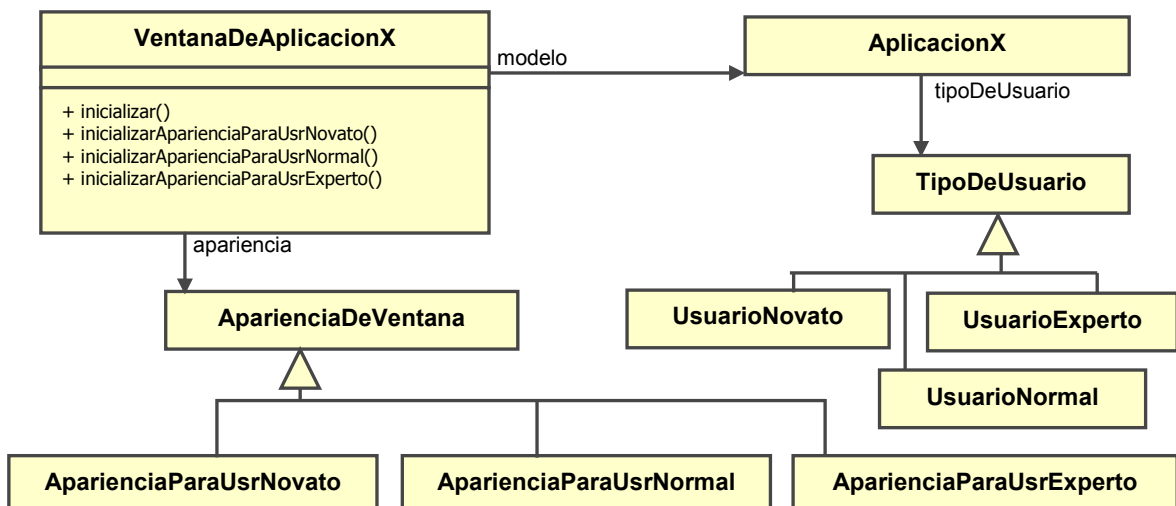 VentanaDeAplicacionX
modelo
AplicacionX
+ inicializar()
+ inicializarAparienciaParaUsrNovato()
+ inicializarAparienciaParaUsrNormal()
+ inicializarAparienciaParaUsrExperto()
tipoDeUsuario
TipoDeUsuario
apariencia
AparienciaDeVentana
UsuarioNovato
UsuarioExperto
UsuarioNormal
AparienciaParaUsrNovato
AparienciaParaUsrNormal
AparienciaParaUsrExperto